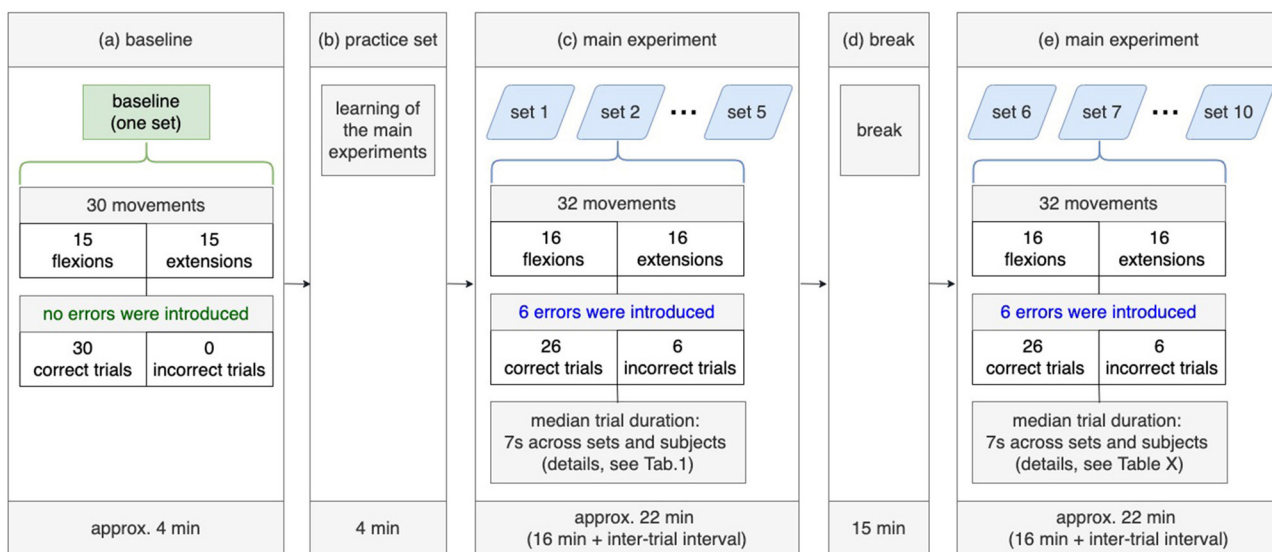 (a) baseline
baseline
(one set)
30 movements
15
flexions
15
extensions
no errors were introduced
30
correct trials
0
incorrect trials
approx. 4 min
(b) practice set
learning of
the main
experiments
4 min
(c) main experiment
set 1
set 2
•••
set 5
32 movements
16
flexions
16
extensions
6 errors were introduced
26
correct trials
6
incorrect trials
median trial duration:
7s across sets and subjects
(details, see Tab.1)
approx. 22 min
(16 min + inter-trial interval)
(d) break
break
15 min
(e) main experiment
set 6
set 7
•••
set 10
32 movements
16
flexions
16
extensions
6 errors were introduced
26
correct trials
6
incorrect trials
median trial duration:
7s across sets and subjects
(details, see Table X)
approx. 22 min
(16 min + inter-trial interval)